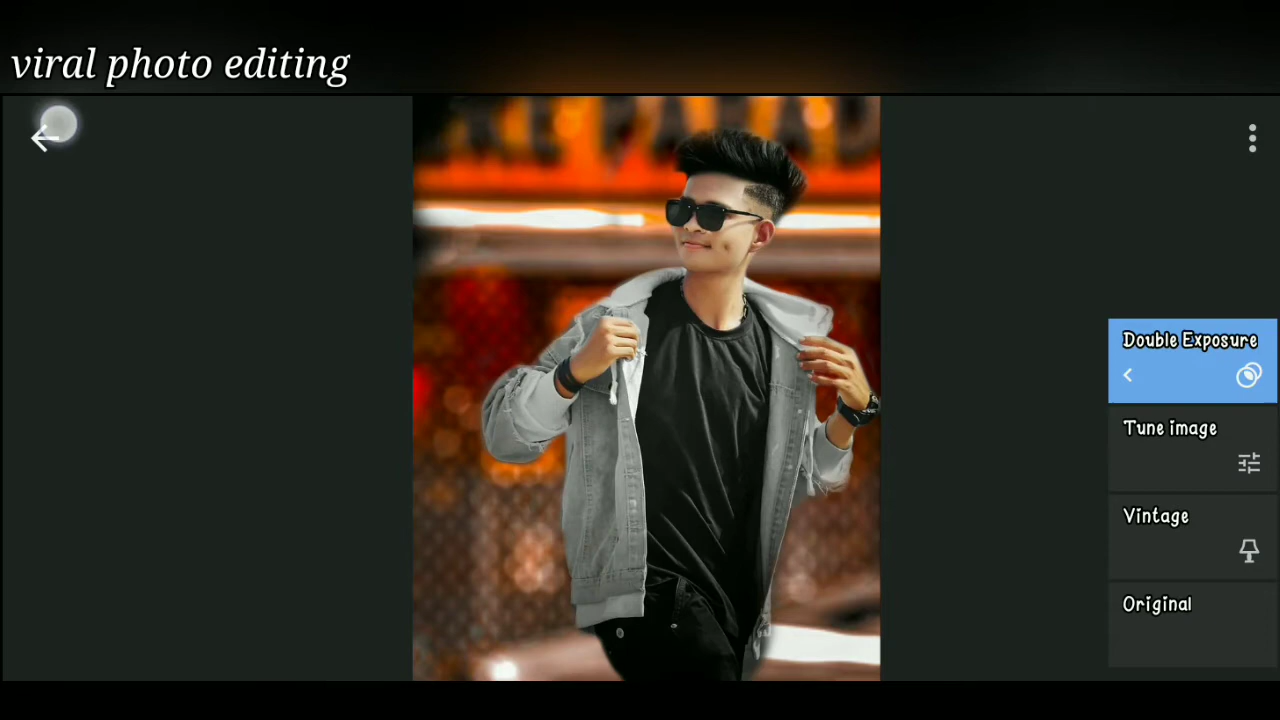 viral photo editing
Double Exposure
Tune image
Vintage
Original